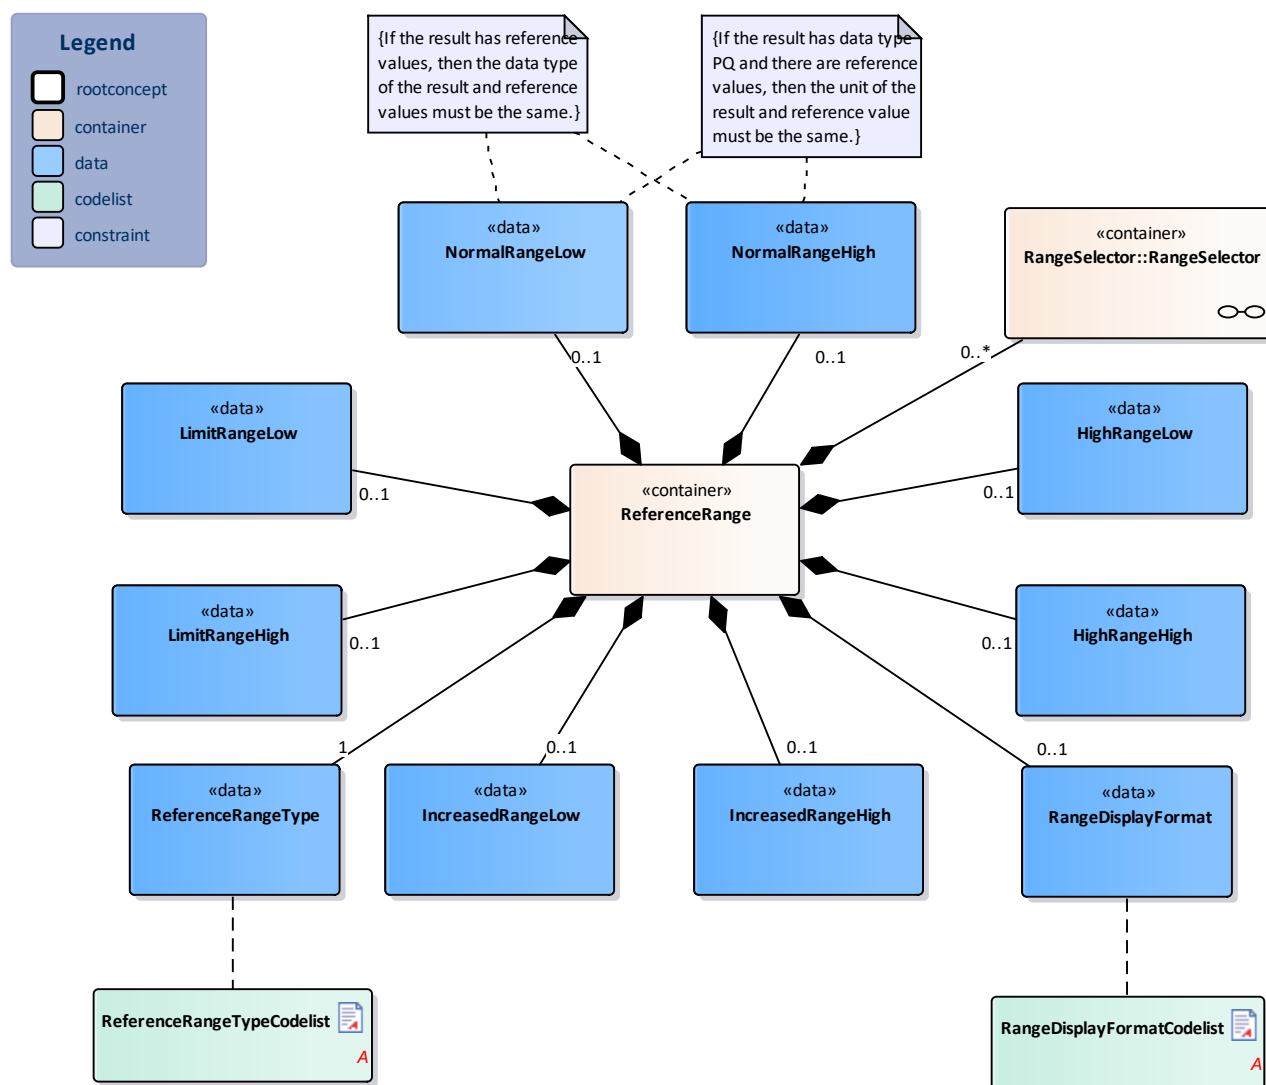 Legend
rootconcept
container
data
codelist
constraint
{If the result has reference
values, then the data type
of the result and reference
values must be the same.}
{If the result has data type
PQ and there are reference
values, then the unit of the
result and reference value
must be the same.}
«data»
NormalRangeLow
«data»
NormalRangeHigh
«container»
RangeSelector::RangeSelector
0..1
0..1
0..*
«data»
LimitRangeLow
«data»
HighRangeLow
0..1
0..1
«container»
ReferenceRange
«data»
LimitRangeHigh
«data»
HighRangeHigh
0..1
0..1
1
0..1
0..1
0..1
«data»
ReferenceRangeType
«data»
IncreasedRangeLow
«data»
IncreasedRangeHigh
«data»
RangeDisplayFormat
ReferenceRangeTypeCodelist
A
RangeDisplayFormatCodelist
A